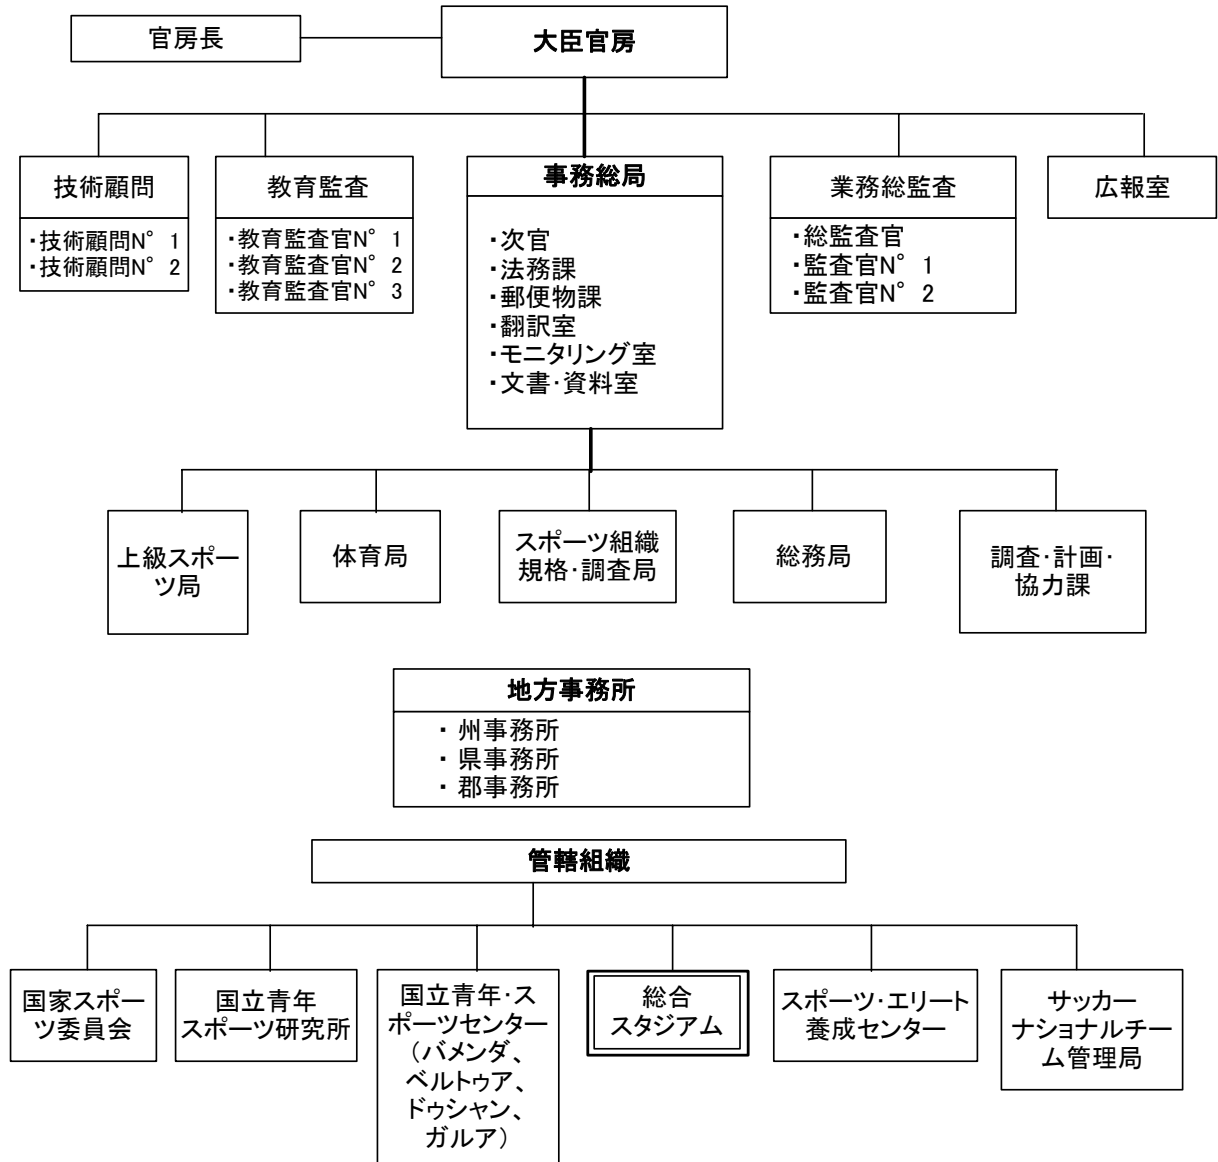 官房長
大臣官房
技術顧問
・技術顧問N° 1
・技術顧問N° 2
教育監査
・教育監査官N° 1
・教育監査官N° 2
・教育監査官N° 3
事務総局
・次官
・法務課
・郵便物課
・翻訳室
・モニタリング室
・文書・資料室
業務総監査
・総監査官
・監査官N° 1
・監査官N° 2
広報室
上級スポー
ツ局
体育局
スポーツ組織
規格・調査局
総務局
調査・計画・
協力課
地方事務所
・ 州事務所
・ 県事務所
・ 郡事務所
管轄組織
国家スポー
ツ委員会
国立青年
スポーツ研究所
国立青年・ス
ポーツセンター
（バメンダ、
ベルトゥア、
ドゥシャン、
ガルア）
総合
スタジアム
スポーツ・エリート
養成センター
サッカー
ナショナルチー
ム管理局